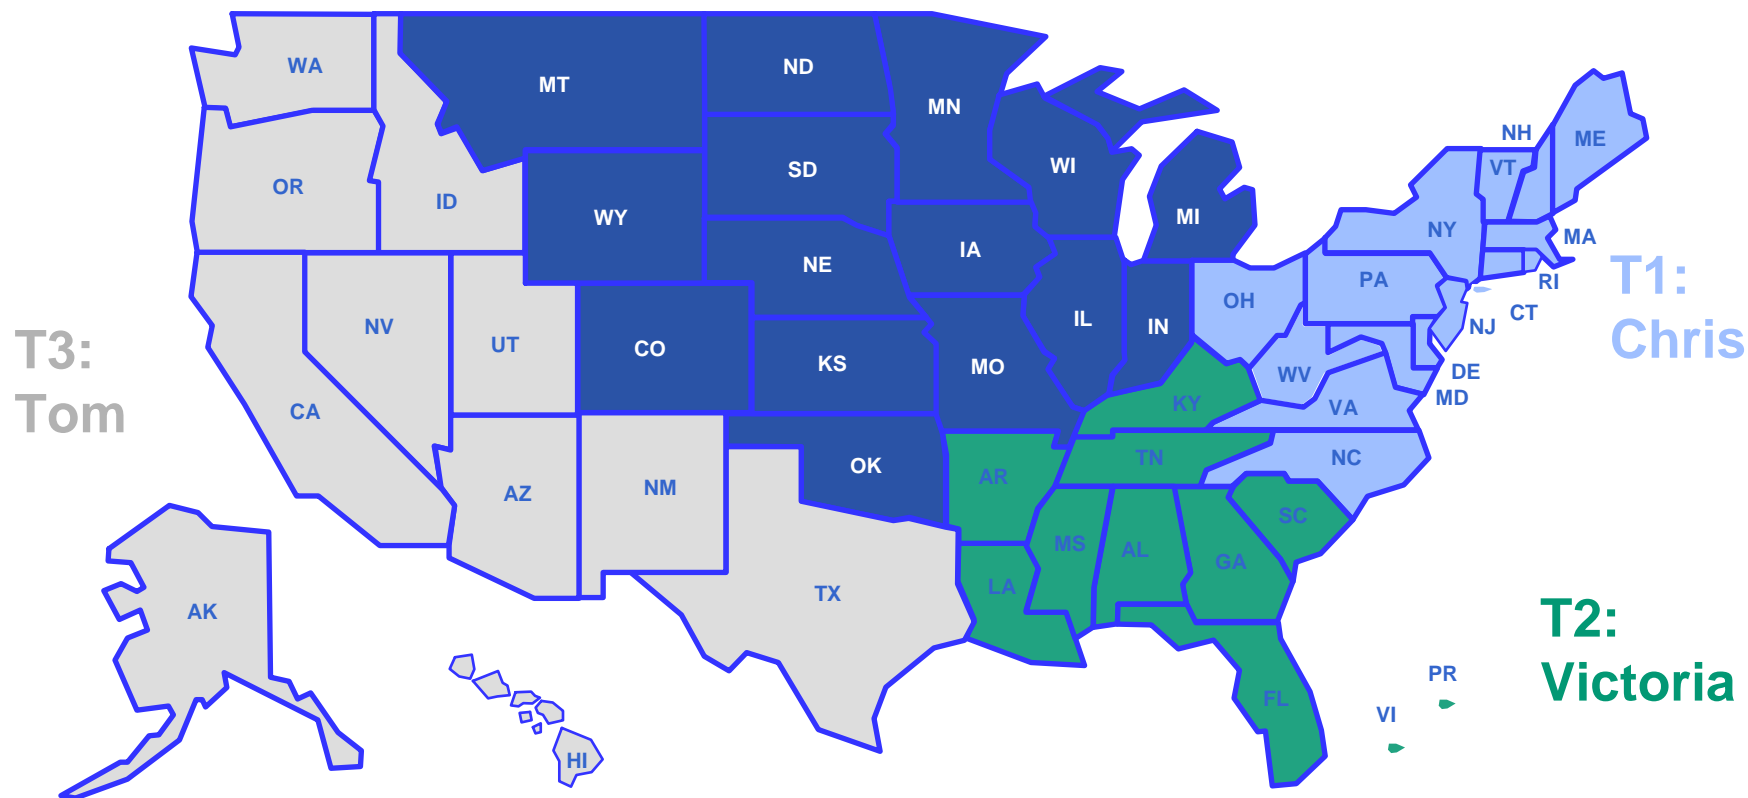 WA
MT
ND
MN
NH
ME
VT
OR
ID
SD
WI
WY
MI
NY
MA
NE
IA
PA
RI
T1:
Chris
OH
CT
NV
UT
CO
KS
MO
IL
IN
NJ
T3:
Tom
CA
WV
DE
MD
KY
VA
AZ
NM
OK
AR
TN
NC
SC
MS
AL
GA
LA
TX
AK
HI
FL
T2:
Victoria
PR
VI